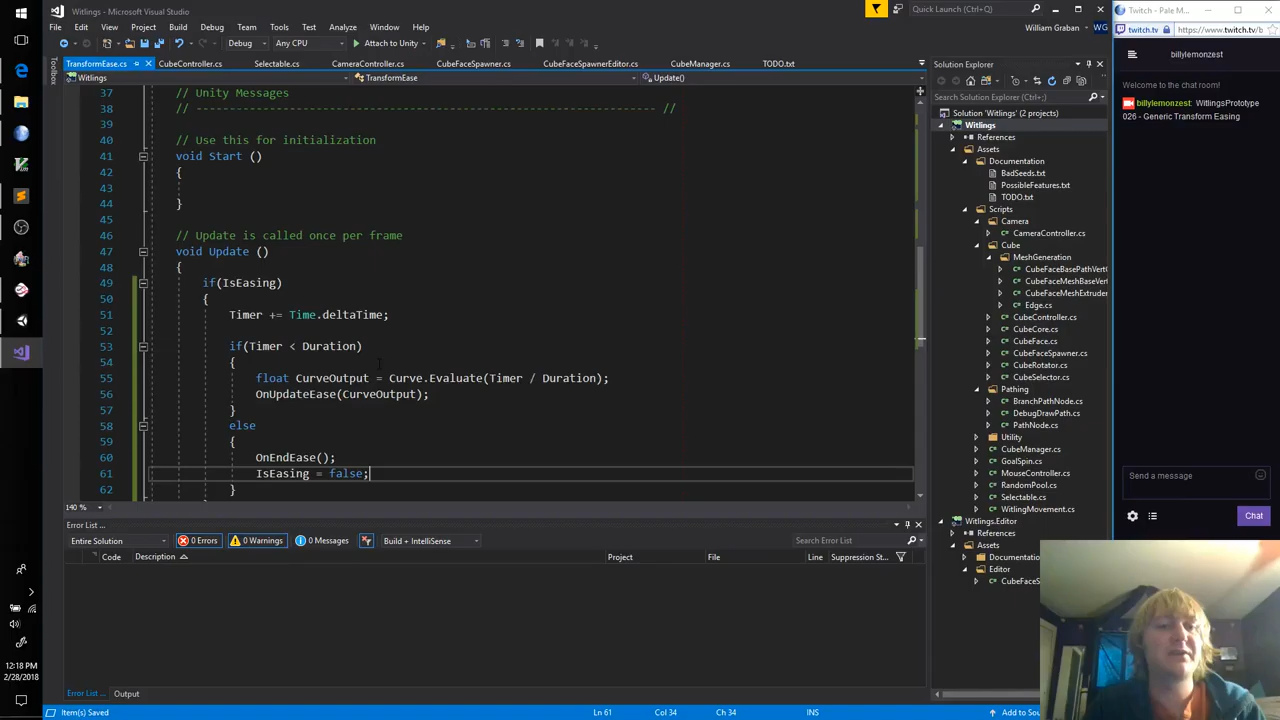 Witlings - Microsoft Visual Studio
Quick Launch (Ctrl+Q)
Twitch - Pale M...
File
Edit
View
Project
Build
Debug
Team
Tools
Test
Analyze
Window
Help
William Graban
WG
twitch.tv
https://www.twitch.tv/b
Debug
Any CPU
Attach to Unity
billylemonzest
TransformEase.cs
CubeController.cs
Selectable.cs
CameraController.cs
CubeFaceSpawner.cs
CubeFaceSpawnerEditor.cs
CubeManager.cs
TODO.txt
Witlings
TransformEase
Update()
Toolbox
37 // Unity Messages
38 // ---------------------------------------------------------------------- //
39
40 // Use this for initialization
41 void Start ()
42 {
43
44 }
45
46 // Update is called once per frame
47 void Update ()
48 {
49 if(IsEasing)
50 {
51 Timer += Time.deltaTime;
52
53 if(Timer < Duration)
54 {
55 float CurveOutput = Curve.Evaluate(Timer / Duration);
56 OnUpdateEase(CurveOutput);
57 }
58 else
59 {
60 OnEndEase();
61 IsEasing = false;
62 }
140 %
Solution Explorer
Search Solution Explorer (Ctrl+;)
Solution 'Witlings' (2 projects)
Witlings
References
Assets
Documentation
BadSeeds.txt
PossibleFeatures.txt
TODO.txt
Scripts
Camera
CameraController.cs
Cube
MeshGeneration
CubeFaceBasePathVert
CubeFaceMeshBaseVer
CubeFaceMeshExtruder
Edge.cs
CubeController.cs
CubeCore.cs
CubeFace.cs
CubeFaceSpawner.cs
CubeRotator.cs
CubeSelector.cs
Pathing
BranchPathNode.cs
DebugDrawPath.cs
PathNode.cs
Utility
CubeManager.cs
GoalSpin.cs
MouseController.cs
RandomPool.cs
Selectable.cs
WitlingMovement.cs
Witlings.Editor
References
Assets
Documentatio
Editor
CubeFaceS
Add to Sou
Welcome to the chat room!
billylemonzest: WitlingsPrototype
026 - Generic Transform Easing
Send a message
Chat
Error List ...
Entire Solution
0 Errors
0 Warnings
0 Messages
Build + IntelliSense
Search Error List
Code
Description
Project
File
Line
Suppression St...
Error List ...
Output
Item(s) Saved
Ln 61
Col 34
Ch 34
INS
12:18 PM
2/28/2018